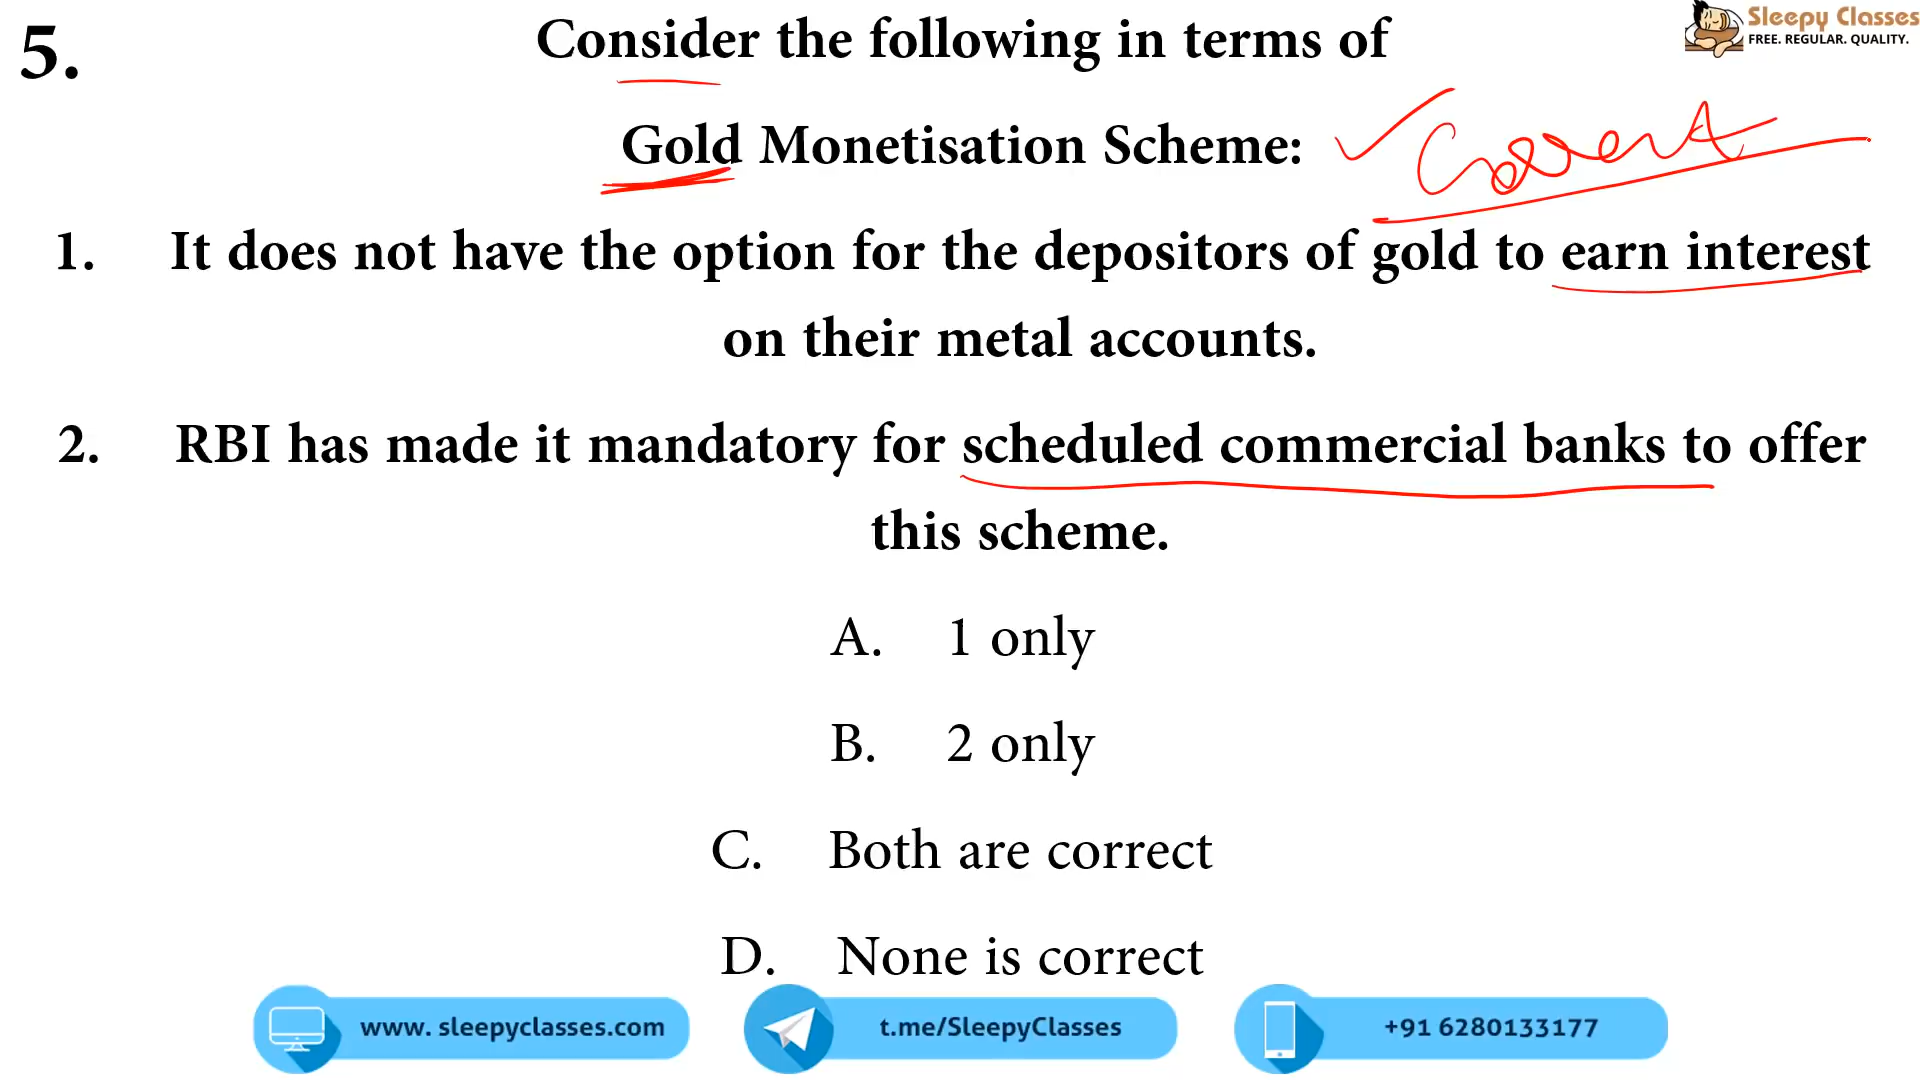 5.
Consider the following in terms of
Gold Monetisation Scheme:
Correct
1. It does not have the option for the depositors of gold to earn interest
on their metal accounts.
2. RBI has made it mandatory for scheduled commercial banks to offer
this scheme.
A. 1 only
B. 2 only
C. Both are correct
D. None is correct
Sleepy Classes
FREE. REGULAR. QUALITY.
www. sleepyclasses.com
t.me/SleepyClasses
+91 6280133177